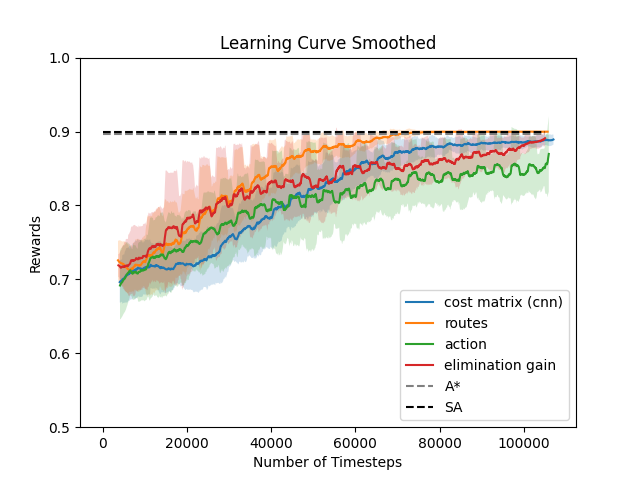 Learning Curve Smoothed
1.0
0.9
0.8
0.7
0.6
0.5
Rewards
0
20000
40000
60000
80000
100000
Number of Timesteps
cost matrix (cnn)
routes
action
elimination gain
A*
SA